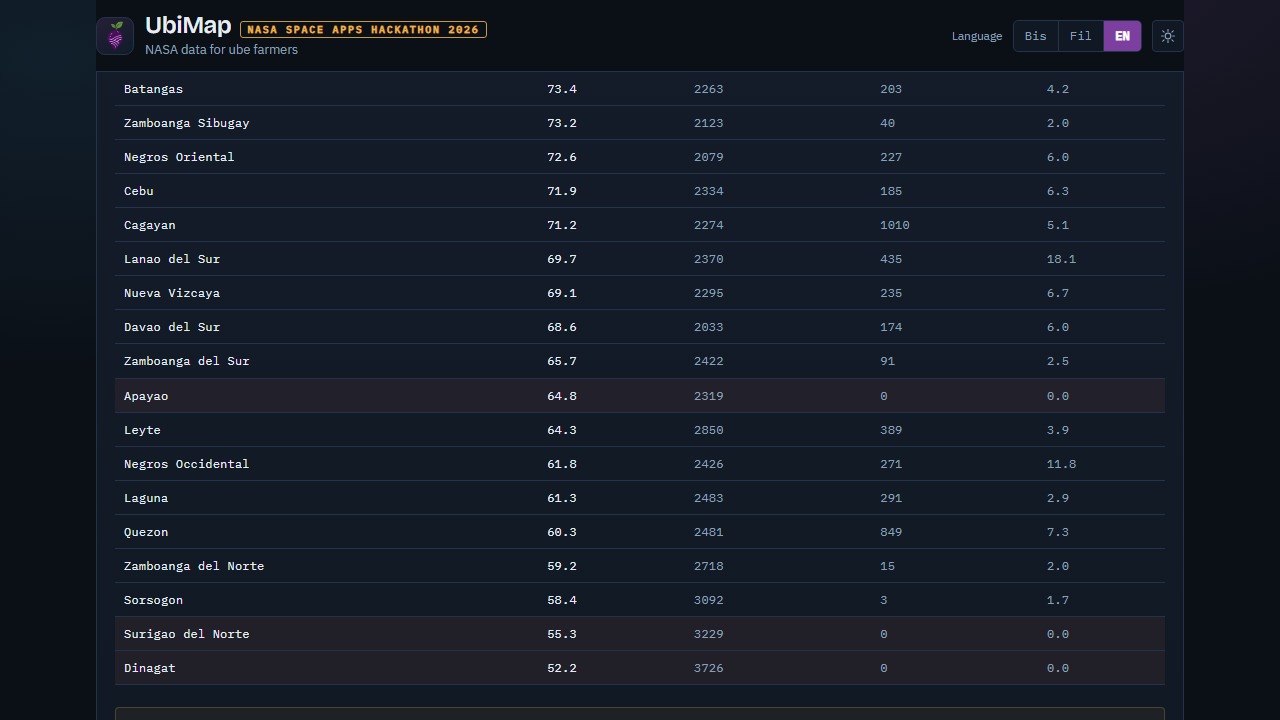 UbiMap NASA SPACE APPS HACKATHON 2026
NASA data for ube farmers
Language Bis Fil EN
Batangas 73.4 2263 203 4.2
Zamboanga Sibugay 73.2 2123 40 2.0
Negros Oriental 72.6 2079 227 6.0
Cebu 71.9 2334 185 6.3
Cagayan 71.2 2274 1010 5.1
Lanao del Sur 69.7 2370 435 18.1
Nueva Vizcaya 69.1 2295 235 6.7
Davao del Sur 68.6 2033 174 6.0
Zamboanga del Sur 65.7 2422 91 2.5
Apayao 64.8 2319 0 0.0
Leyte 64.3 2850 389 3.9
Negros Occidental 61.8 2426 271 11.8
Laguna 61.3 2483 291 2.9
Quezon 60.3 2481 849 7.3
Zamboanga del Norte 59.2 2718 15 2.0
Sorsogon 58.4 3092 3 1.7
Surigao del Norte 55.3 3229 0 0.0
Dinagat 52.2 3726 0 0.0